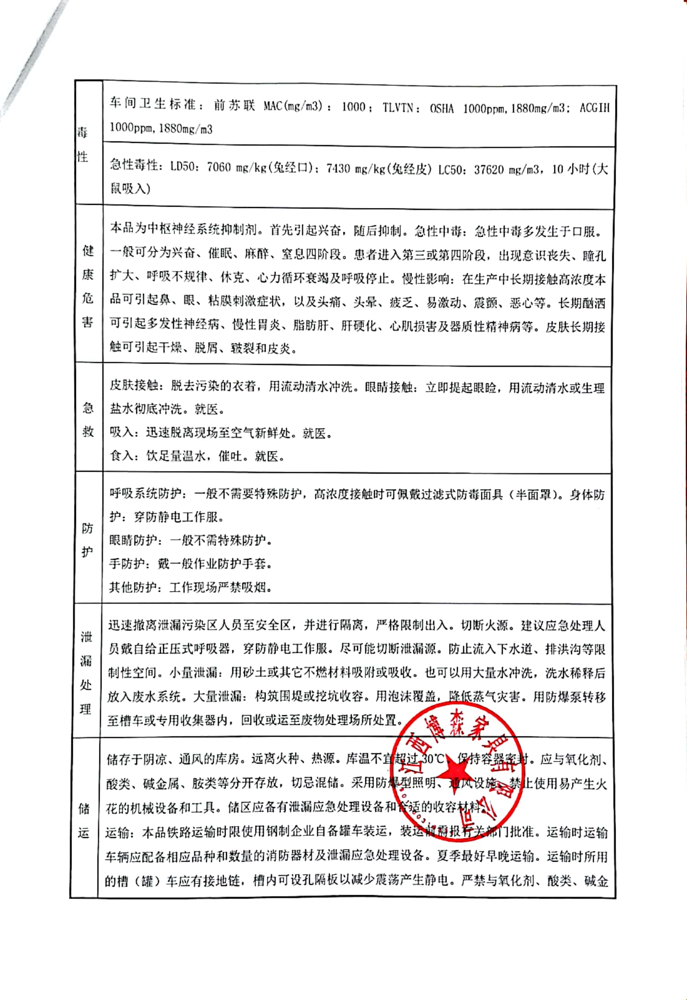 毒性
车间卫生标准：前苏联 MAC(mg/m3)：1000；TLVTN：OSHA 1000ppm,1880mg/m3；ACGIH
1000ppm,1880mg/m3
急性毒性：LD50：7060 mg/kg(兔经口)；7430 mg/kg(兔经皮) LC50：37620 mg/m3，10 小时(大
鼠吸入)
健康危害
本品为中枢神经系统抑制剂。首先引起兴奋，随后抑制。急性中毒：急性中毒多发生于口服。
一般可分为兴奋、催眠、麻醉、窒息四阶段。患者进入第三或第四阶段，出现意识丧失、瞳孔
扩大、呼吸不规律、休克、心力循环衰竭及呼吸停止。慢性影响：在生产中长期接触高浓度本
品可引起鼻、眼、粘膜刺激症状，以及头痛、头晕、疲乏、易激动、震颤、恶心等。长期酗洒
可引起多发性神经病、慢性胃炎、脂肪肝、肝硬化、心肌损害及器质性精神病等。皮肤长期接
触可引起干燥、脱屑、皲裂和皮炎。
急救
皮肤接触：脱去污染的衣着，用流动清水冲洗。眼睛接触：立即提起眼睑，用流动清水或生理
盐水彻底冲洗。就医。
吸入：迅速脱离现场至空气新鲜处。就医。
食入：饮足量温水，催吐。就医。
防护
呼吸系统防护：一般不需要特殊防护，高浓度接触时可佩戴过滤式防毒面具（半面罩）。身体防
护：穿防静电工作服。
眼睛防护：一般不需特殊防护。
手防护：戴一般作业防护手套。
其他防护：工作现场严禁吸烟。
泄漏处理
迅速撤离泄漏污染区人员至安全区，并进行隔离，严格限制出入。切断火源。建议应急处理人
员戴自给正压式呼吸器，穿防静电工作服。尽可能切断泄漏源。防止流入下水道、排洪沟等限
制性空间。小量泄漏：用砂土或其它不燃材料吸附或吸收。也可以用大量水冲洗，洗水稀释后
放入废水系统。大量泄漏：构筑围堤或挖坑收容。用泡沫覆盖，降低蒸气灾害。用防爆泵转移
至槽车或专用收集器内，回收或运至废物处理场所处置。
储运
储存于阴凉、通风的库房。远离火种、热源。库温不宜超过 30℃。保持容器密封。应与氧化剂、
酸类、碱金属、胺类等分开存放，切忌混储。采用防爆型照明、通风设施。禁止使用易产生火
花的机械设备和工具。储区应备有泄漏应急处理设备和合适的收容材料。
运输：本品铁路运输时限使用钢制企业自备罐车装运，装运前需报有关部门批准。运输时运输
车辆应配备相应品种和数量的消防器材及泄漏应急处理设备。夏季最好早晚运输。运输时所用
的槽（罐）车应有接地链，槽内可设孔隔板以减少震荡产生静电。严禁与氧化剂、酸类、碱金
江西博森家具有限公司